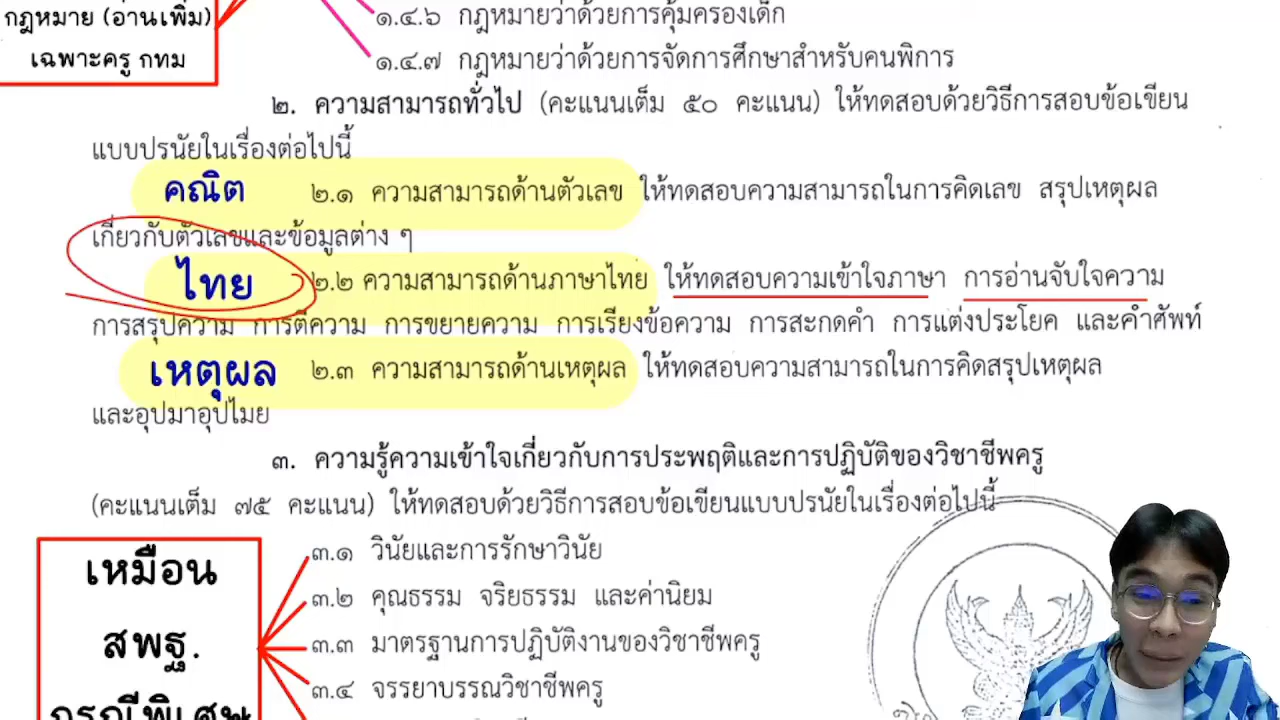 กฎหมาย (อ่านเพิ่ม)
เฉพาะครู กทม
๑.๔.๖ กฎหมายว่าด้วยการคุ้มครองเด็ก
๑.๔.๗ กฎหมายว่าด้วยการจัดการศึกษาสำหรับคนพิการ
๒. ความสามารถทั่วไป (คะแนนเต็ม ๕๐ คะแนน) ให้ทดสอบด้วยวิธีการสอบข้อเขียน
แบบปรนัยในเรื่องต่อไปนี้
คณิต ๒.๑ ความสามารถด้านตัวเลข ให้ทดสอบความสามารถในการคิดเลข สรุปเหตุผล
เกี่ยวกับตัวเลขและข้อมูลต่าง ๆ
ไทย ๒.๒ ความสามารถด้านภาษาไทย ให้ทดสอบความเข้าใจภาษา การอ่านจับใจความ
การสรุปความ การตีความ การขยายความ การเรียงข้อความ การสะกดคำ การแต่งประโยค และคำศัพท์
เหตุผล ๒.๓ ความสามารถด้านเหตุผล ให้ทดสอบความสามารถในการคิดสรุปเหตุผล
และอุปมาอุปไมย
๓. ความรู้ความเข้าใจเกี่ยวกับการประพฤติและการปฏิบัติของวิชาชีพครู
(คะแนนเต็ม ๗๕ คะแนน) ให้ทดสอบด้วยวิธีการสอบข้อเขียนแบบปรนัยในเรื่องต่อไปนี้
เหมือน
สพฐ.
กรณีพิเศษ
๓.๑ วินัยและการรักษาวินัย
๓.๒ คุณธรรม จริยธรรม และค่านิยม
๓.๓ มาตรฐานการปฏิบัติงานของวิชาชีพครู
๓.๔ จรรยาบรรณวิชาชีพครู